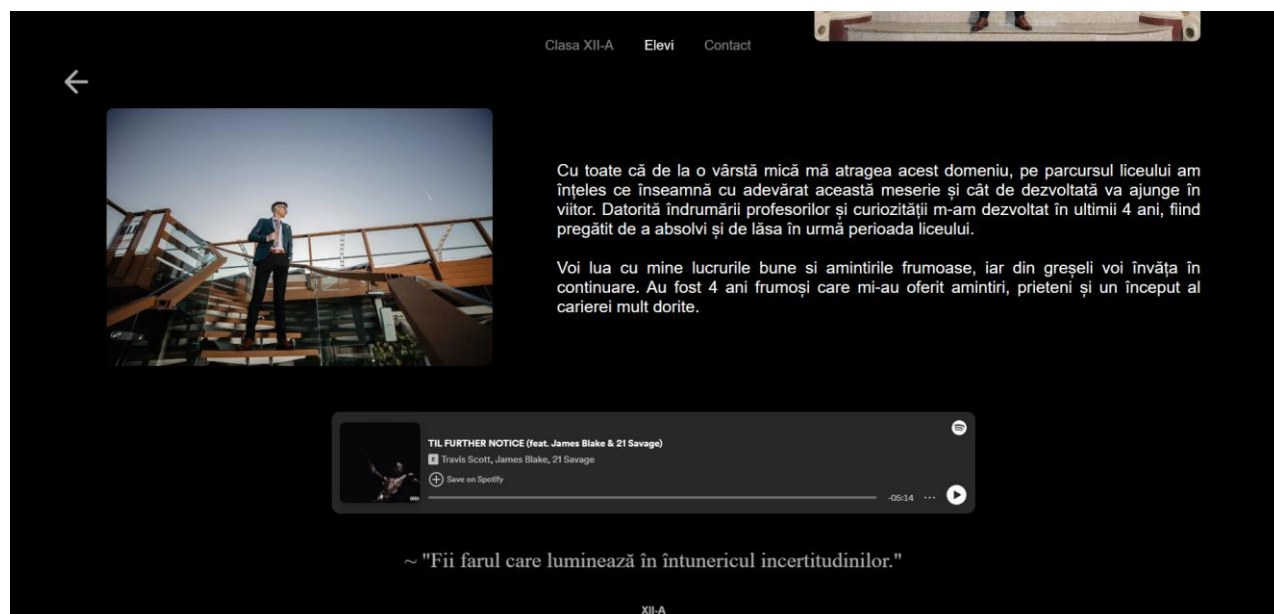 Clasa XII-A Elevi Contact
Cu toate că de la o vârstă mică mă atragea acest domeniu, pe parcursul liceului am
înțeles ce înseamnă cu adevărat această meserie și cât de dezvoltată va ajunge în
viitor. Datorită îndrumării profesorilor și curiozității m-am dezvoltat în ultimii 4 ani, fiind
pregătit de a absolvi și de lăsa în urmă perioada liceului.
Voi lua cu mine lucrurile bune si amintirile frumoase, iar din greșeli voi învăța în
continuare. Au fost 4 ani frumoși care mi-au oferit amintiri, prieteni și un început al
carierei mult dorite.
TIL FURTHER NOTICE (feat. James Blake & 21 Savage)
E Travis Scott, James Blake, 21 Savage
Save on Spotify
-05:14
~ "Fii farul care luminează în întunericul incertitudinilor."
XII-A